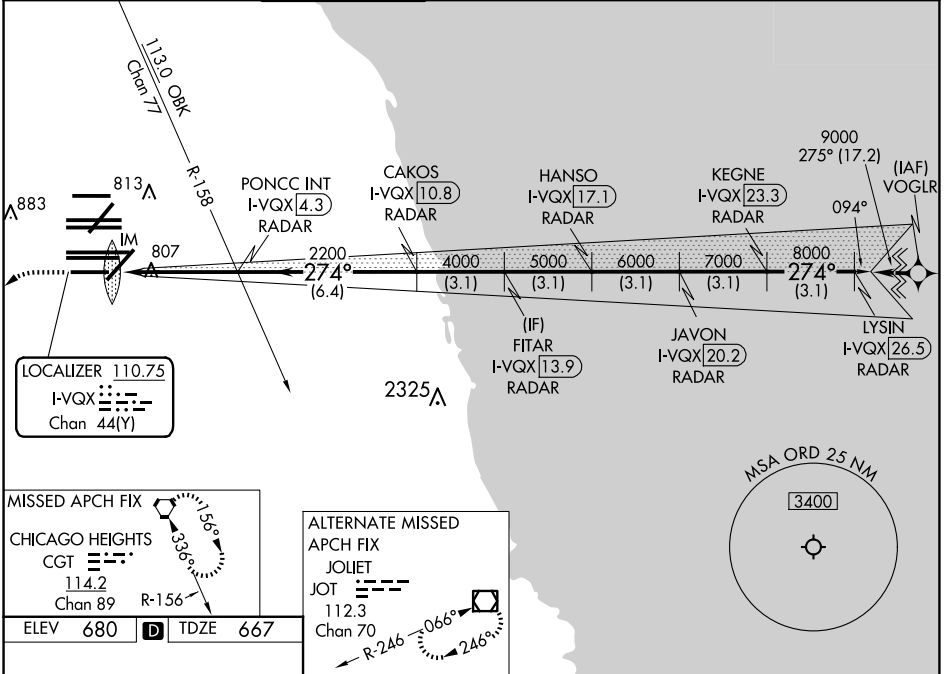 113.0 OBK
Chan 77
R-158
883
813
IM
807
PONCC INT
I-VQX 4.3
RADAR
CAKOS
I-VQX 10.8
RADAR
HANSO
I-VQX 17.1
RADAR
KEGNE
I-VQX 23.3
RADAR
9000
275° (17.2)
(IAF)
VOGLR
094°
2200
274°
(6.4)
4000
(3.1)
5000
(3.1)
6000
(3.1)
7000
(3.1)
8000
274°
(3.1)
(IF)
FITAR
I-VQX 13.9
RADAR
JAVON
I-VQX 20.2
RADAR
LYSIN
I-VQX 26.5
RADAR
LOCALIZER 110.75
I-VQX
Chan 44(Y)
2325
MSA ORD 25 NM
3400
MISSED APCH FIX
CHICAGO HEIGHTS
CGT
114.2
Chan 89
R-156
336°
156°
ALTERNATE MISSED
APCH FIX
JOLIET
JOT
112.3
Chan 70
R-246
066°
246°
ELEV 680 D TDZE 667